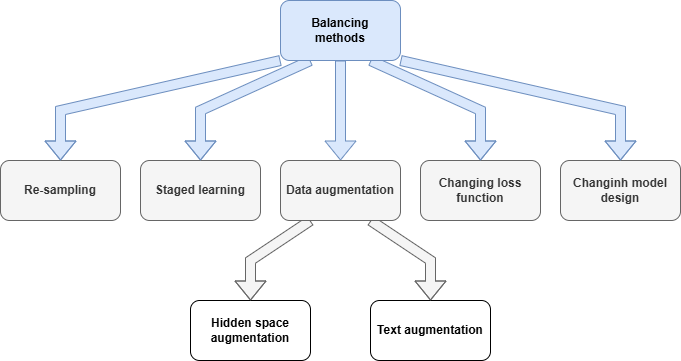 Balancing
methods
Re-sampling
Staged learning
Data augmentation
Changing loss
function
Changinh model
design
Hidden space
augmentation
Text augmentation